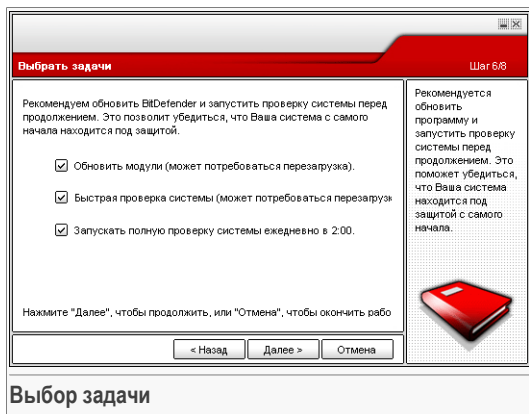 Выбрать задачи
Шаг 6/8
Рекомендуем обновить BitDefender и запустить проверку системы перед
продолжением. Это позволит убедиться, что Ваша система с самого
начала находится под защитой.
Обновить модули (может потребоваться перезагрузка).
Быстрая проверка системы (может потребоваться перезагрузк
Запускать полную проверку системы ежедневно в 2:00.
Нажмите "Далее", чтобы продолжить, или "Отмена", чтобы окончить рабо
Рекомендуется
обновить
программу и
запустить проверку
системы перед
продолжением. Это
поможет убедиться,
что Ваша система
находится под
защитой с самого
начала.
< Назад
Далее >
Отмена
Выбор задачи